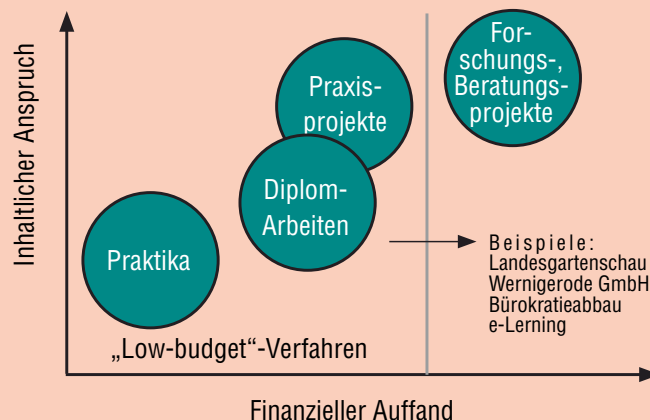 Inhaltlicher Anspruch
For-
schungs-,
Beratungs-
projekte
Praxis-
projekte
Diplom-
Arbeiten
Praktika
Beispiele:
Landesgartenschau
Wernigerode GmbH
Bürokratieabbau
e-Lerning
„Low-budget“-Verfahren
Finanzieller Auffand